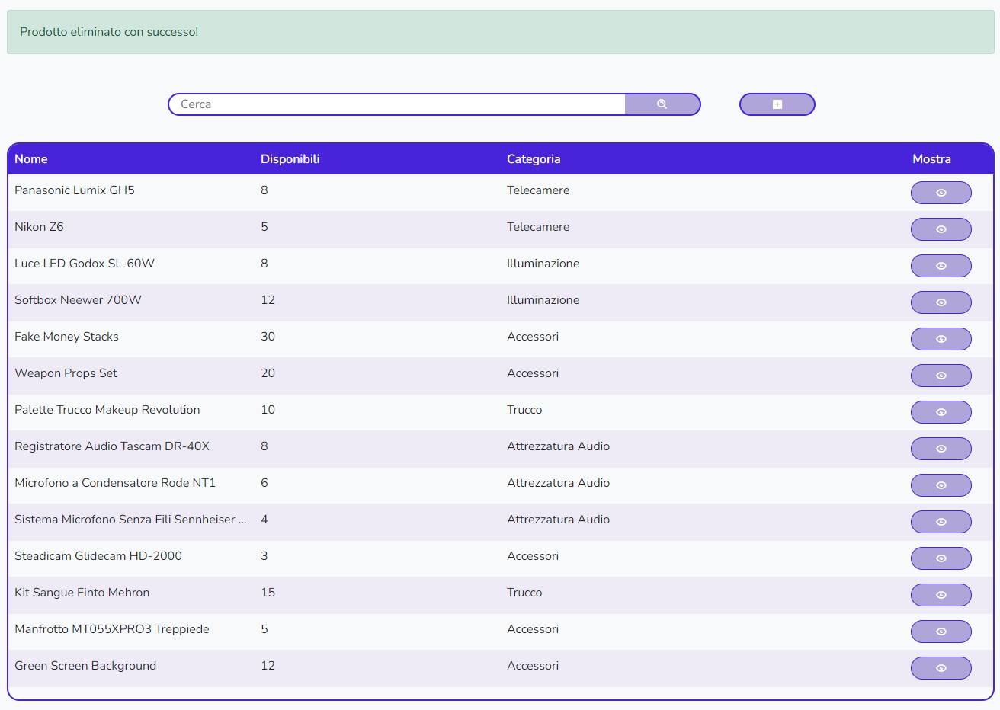 Prodotto eliminato con successo!
Cerca
Nome Disponibili Categoria Mostra
Panasonic Lumix GH5 8 Telecamere
Nikon Z6 5 Telecamere
Luce LED Godox SL-60W 8 Illuminazione
Softbox Neewer 700W 12 Illuminazione
Fake Money Stacks 30 Accessori
Weapon Props Set 20 Accessori
Palette Trucco Makeup Revolution 10 Trucco
Registratore Audio Tascam DR-40X 8 Attrezzatura Audio
Microfono a Condensatore Rode NT1 6 Attrezzatura Audio
Sistema Microfono Senza Fili Sennheiser ... 4 Attrezzatura Audio
Steadicam Glidecam HD-2000 3 Accessori
Kit Sangue Finto Mehron 15 Trucco
Manfrotto MT055XPRO3 Treppiede 5 Accessori
Green Screen Background 12 Accessori